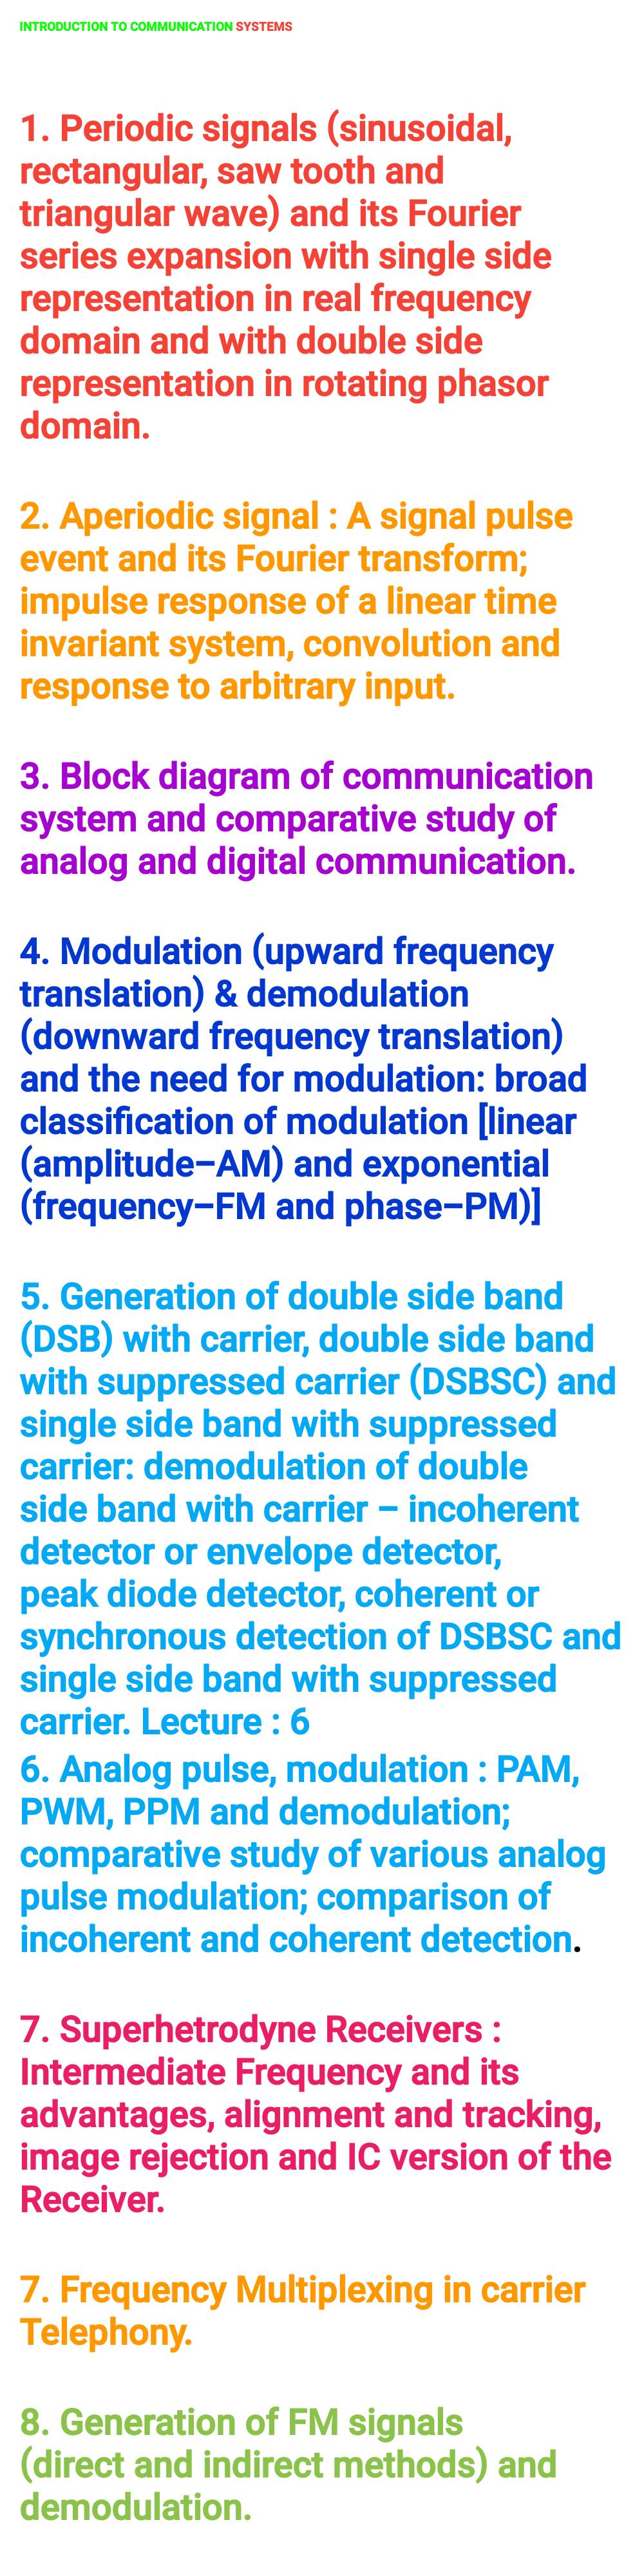 INTRODUCTION TO COMMUNICATION SYSTEMS
1. Periodic signals (sinusoidal,
rectangular, saw tooth and
triangular wave) and its Fourier
series expansion with single side
representation in real frequency
domain and with double side
representation in rotating phasor
domain.
2. Aperiodic signal : A signal pulse
event and its Fourier transform;
impulse response of a linear time
invariant system, convolution and
response to arbitrary input.
3. Block diagram of communication
system and comparative study of
analog and digital communication.
4. Modulation (upward frequency
translation) & demodulation
(downward frequency translation)
and the need for modulation: broad
classification of modulation [linear
(amplitude–AM) and exponential
(frequency–FM and phase–PM)]
5. Generation of double side band
(DSB) with carrier, double side band
with suppressed carrier (DSBSC) and
single side band with suppressed
carrier: demodulation of double
side band with carrier – incoherent
detector or envelope detector,
peak diode detector, coherent or
synchronous detection of DSBSC and
single side band with suppressed
carrier. Lecture : 6
6. Analog pulse, modulation : PAM,
PWM, PPM and demodulation;
comparative study of various analog
pulse modulation; comparison of
incoherent and coherent detection.
7. Superhetrodyne Receivers :
Intermediate Frequency and its
advantages, alignment and tracking,
image rejection and IC version of the
Receiver.
7. Frequency Multiplexing in carrier
Telephony.
8. Generation of FM signals
(direct and indirect methods) and
demodulation.